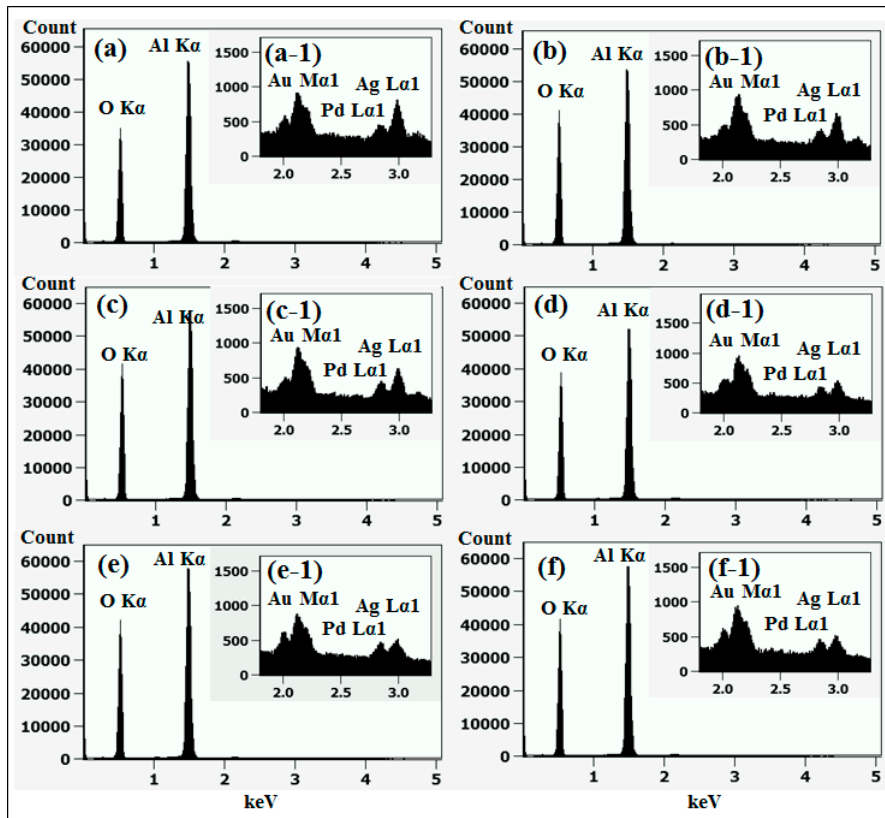 Count
60000
50000
40000
30000
20000
10000
0
(a)
Al Kα
O Kα
(a-1)
1500
1000
500
0
Au Mα1
Ag Lα1
Pd Lα1
2.0 2.5 3.0
1 2 3 4 5
60000
50000
40000
30000
20000
10000
0
(b)
Al Kα
O Kα
(b-1)
1500
1000
500
0
Au Mα1
Ag Lα1
Pd Lα1
2.0 2.5 3.0
1 2 3 4 5
Count
60000
50000
40000
30000
20000
10000
0
(c)
Al Kα
O Kα
(c-1)
1500
1000
500
0
Au Mα1
Ag Lα1
Pd Lα1
2.0 2.5 3.0
1 2 3 4 5
60000
50000
40000
30000
20000
10000
0
(d)
Al Kα
O Kα
(d-1)
1500
1000
500
0
Au Mα1
Ag Lα1
Pd Lα1
2.0 2.5 3.0
1 2 3 4 5
Count
60000
50000
40000
30000
20000
10000
0
(e)
Al Kα
O Kα
(e-1)
1500
1000
500
0
Au Mα1
Ag Lα1
Pd Lα1
2.0 2.5 3.0
1 2 3 4 5
keV
Count
60000
50000
40000
30000
20000
10000
0
(f)
Al Kα
O Kα
(f-1)
1500
1000
500
0
Au Mα1
Ag Lα1
Pd Lα1
2.0 2.5 3.0
1 2 3 4 5
keV